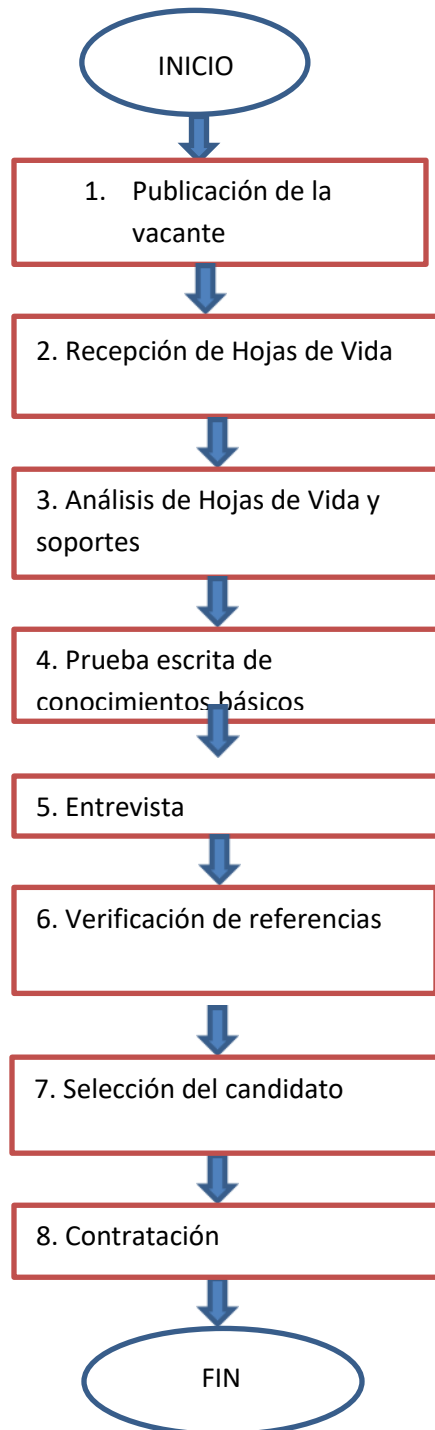 INICIO
1. Publicación de la
vacante
2. Recepción de Hojas de Vida
3. Análisis de Hojas de Vida y
soportes
4. Prueba escrita de
conocimientos básicos
5. Entrevista
6. Verificación de referencias
7. Selección del candidato
8. Contratación
FIN